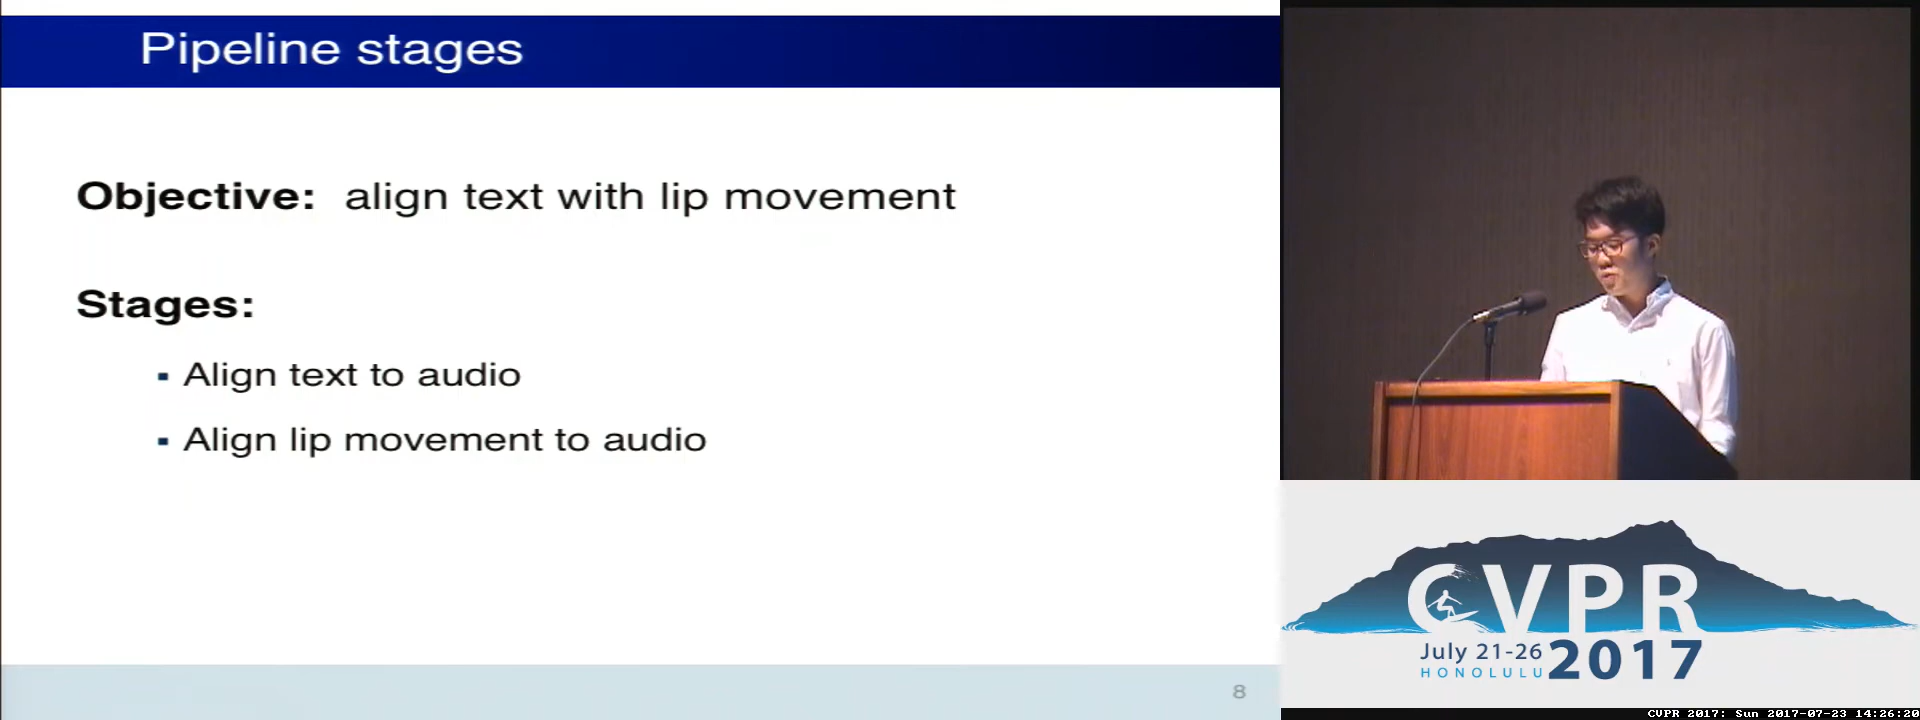 Pipeline stages
Objective: align text with lip movement
Stages:
▪ Align text to audio
▪ Align lip movement to audio
8
CVPR
July 21-26
HONOLULU
2017
CVPR 2017: Sun 2017-07-23 14:26:20